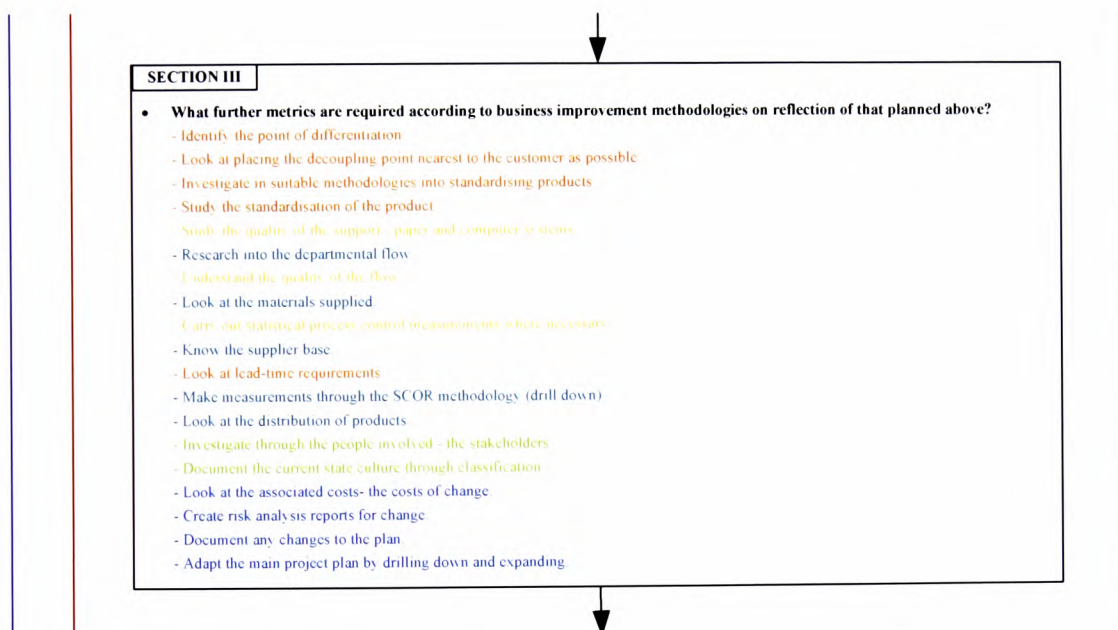 SECTION III
• What further metrics are required according to business improvement methodologies on reflection of that planned above?
- Identify the point of differentiation
- Look at placing the decoupling point nearest to the customer as possible
- Investigate in suitable methodologies into standardising products
- Study the standardisation of the product
- Study the quality of the support - paper and computer systems
- Research into the departmental flow
- Understand the quality of the flow
- Look at the materials supplied
- Carry out statistical process control measurements where necessary
- Know the supplier base
- Look at lead-time requirements
- Make measurements through the SCOR methodology (drill down)
- Look at the distribution of products
- Investigate through the people involved - the stakeholders
- Document the current state culture through classification
- Look at the associated costs- the costs of change
- Create risk analysis reports for change
- Document any changes to the plan
- Adapt the main project plan by drilling down and expanding